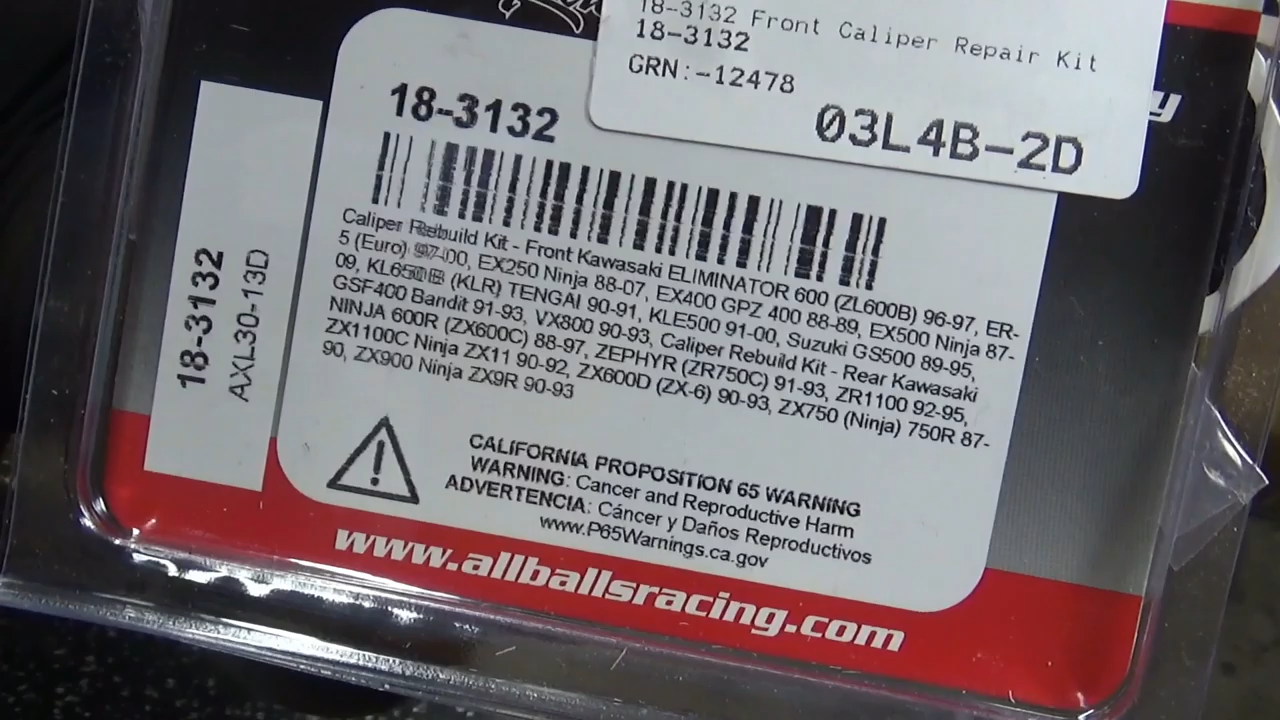 18-3132 Front Caliper Repair Kit
18-3132
GRN:-12478
03L4B-2D
18-3132
Caliper Rebuild Kit - Front Kawasaki ELIMINATOR 600 (ZL600B) 96-97, ER-
5 (Euro) 97-00, EX250 Ninja 88-07, EX400 GPZ 400 88-89, EX500 Ninja 87-
09, KL650B (KLR) TENGAI 90-91, KLE500 91-00, Suzuki GS500 89-95,
GSF400 Bandit 91-93, VX800 90-93, Caliper Rebuild Kit - Rear Kawasaki
NINJA 600R (ZX600C) 88-97, ZEPHYR (ZR750C) 91-93, ZR1100 92-95,
ZX1100C Ninja ZX11 90-92, ZX600D (ZX-6) 90-93, ZX750 (Ninja) 750R 87-
90, ZX900 Ninja ZX9R 90-93
CALIFORNIA PROPOSITION 65 WARNING
WARNING: Cancer and Reproductive Harm
ADVERTENCIA: Cáncer y Daños Reproductivos
www.P65Warnings.ca.gov
18-3132
AXL30-13D
www.allballsracing.com